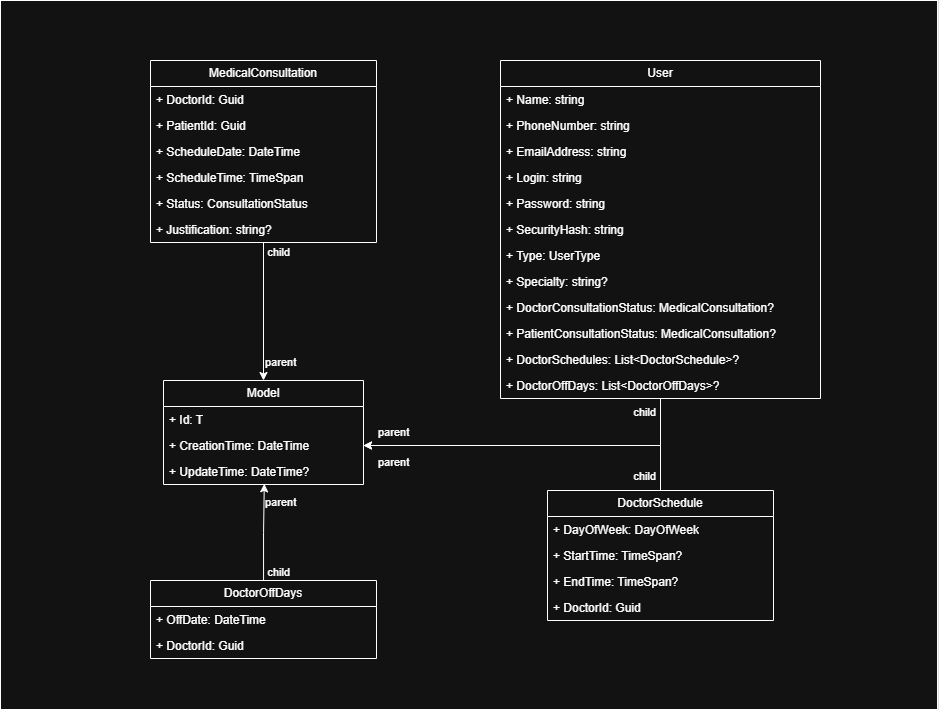 MedicalConsultation
+ DoctorId: Guid
+ PatientId: Guid
+ ScheduleDate: DateTime
+ ScheduleTime: TimeSpan
+ Status: ConsultationStatus
+ Justification: string?
child
parent
User
+ Name: string
+ PhoneNumber: string
+ EmailAddress: string
+ Login: string
+ Password: string
+ SecurityHash: string
+ Type: UserType
+ Specialty: string?
+ DoctorConsultationStatus: MedicalConsultation?
+ PatientConsultationStatus: MedicalConsultation?
+ DoctorSchedules: List<DoctorSchedule>?
+ DoctorOffDays: List<DoctorOffDays>?
child
parent
Model
+ Id: T
+ CreationTime: DateTime
+ UpdateTime: DateTime?
parent
parent
child
child
DoctorSchedule
+ DayOfWeek: DayOfWeek
+ StartTime: TimeSpan?
+ EndTime: TimeSpan?
+ DoctorId: Guid
DoctorOffDays
+ OffDate: DateTime
+ DoctorId: Guid